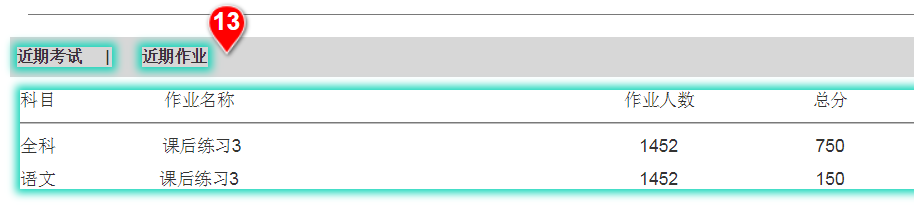 13
近期考试 | 近期作业
科目 作业名称 作业人数 总分
全科 课后练习3 1452 750
语文 课后练习3 1452 150